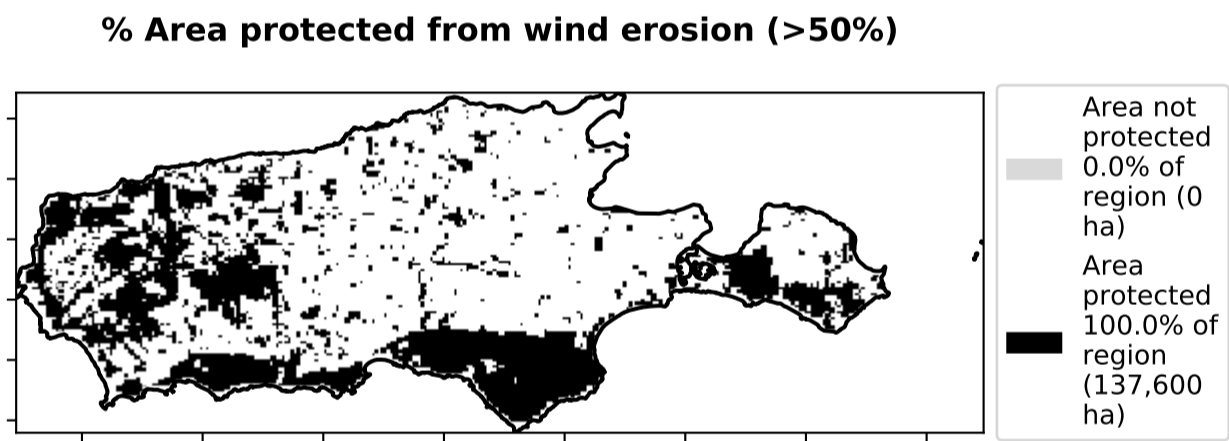 % Area protected from wind erosion (>50%)
Area not
protected
0.0% of
region (0
ha)
Area
protected
100.0% of
region
(137,600
ha)